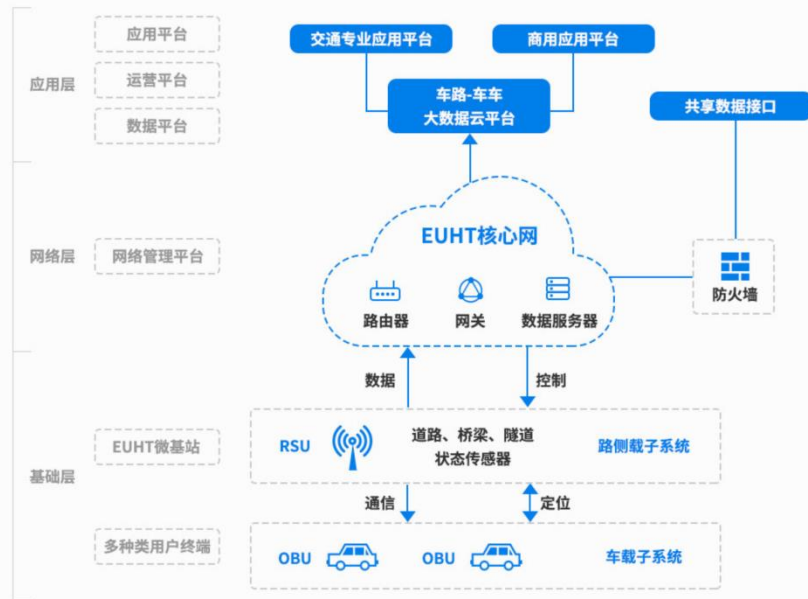 应用平台
交通专业应用平台
商用应用平台
应用层
运营平台
车路-车车
大数据云平台
共享数据接口
数据平台
EUHT核心网
网络层
网络管理平台
路由器
网关
数据服务器
防火墙
数据
控制
EUHT微基站
RSU
道路、桥梁、隧道
状态传感器
路侧载子系统
基础层
通信
定位
多种类用户终端
OBU
OBU
车载子系统